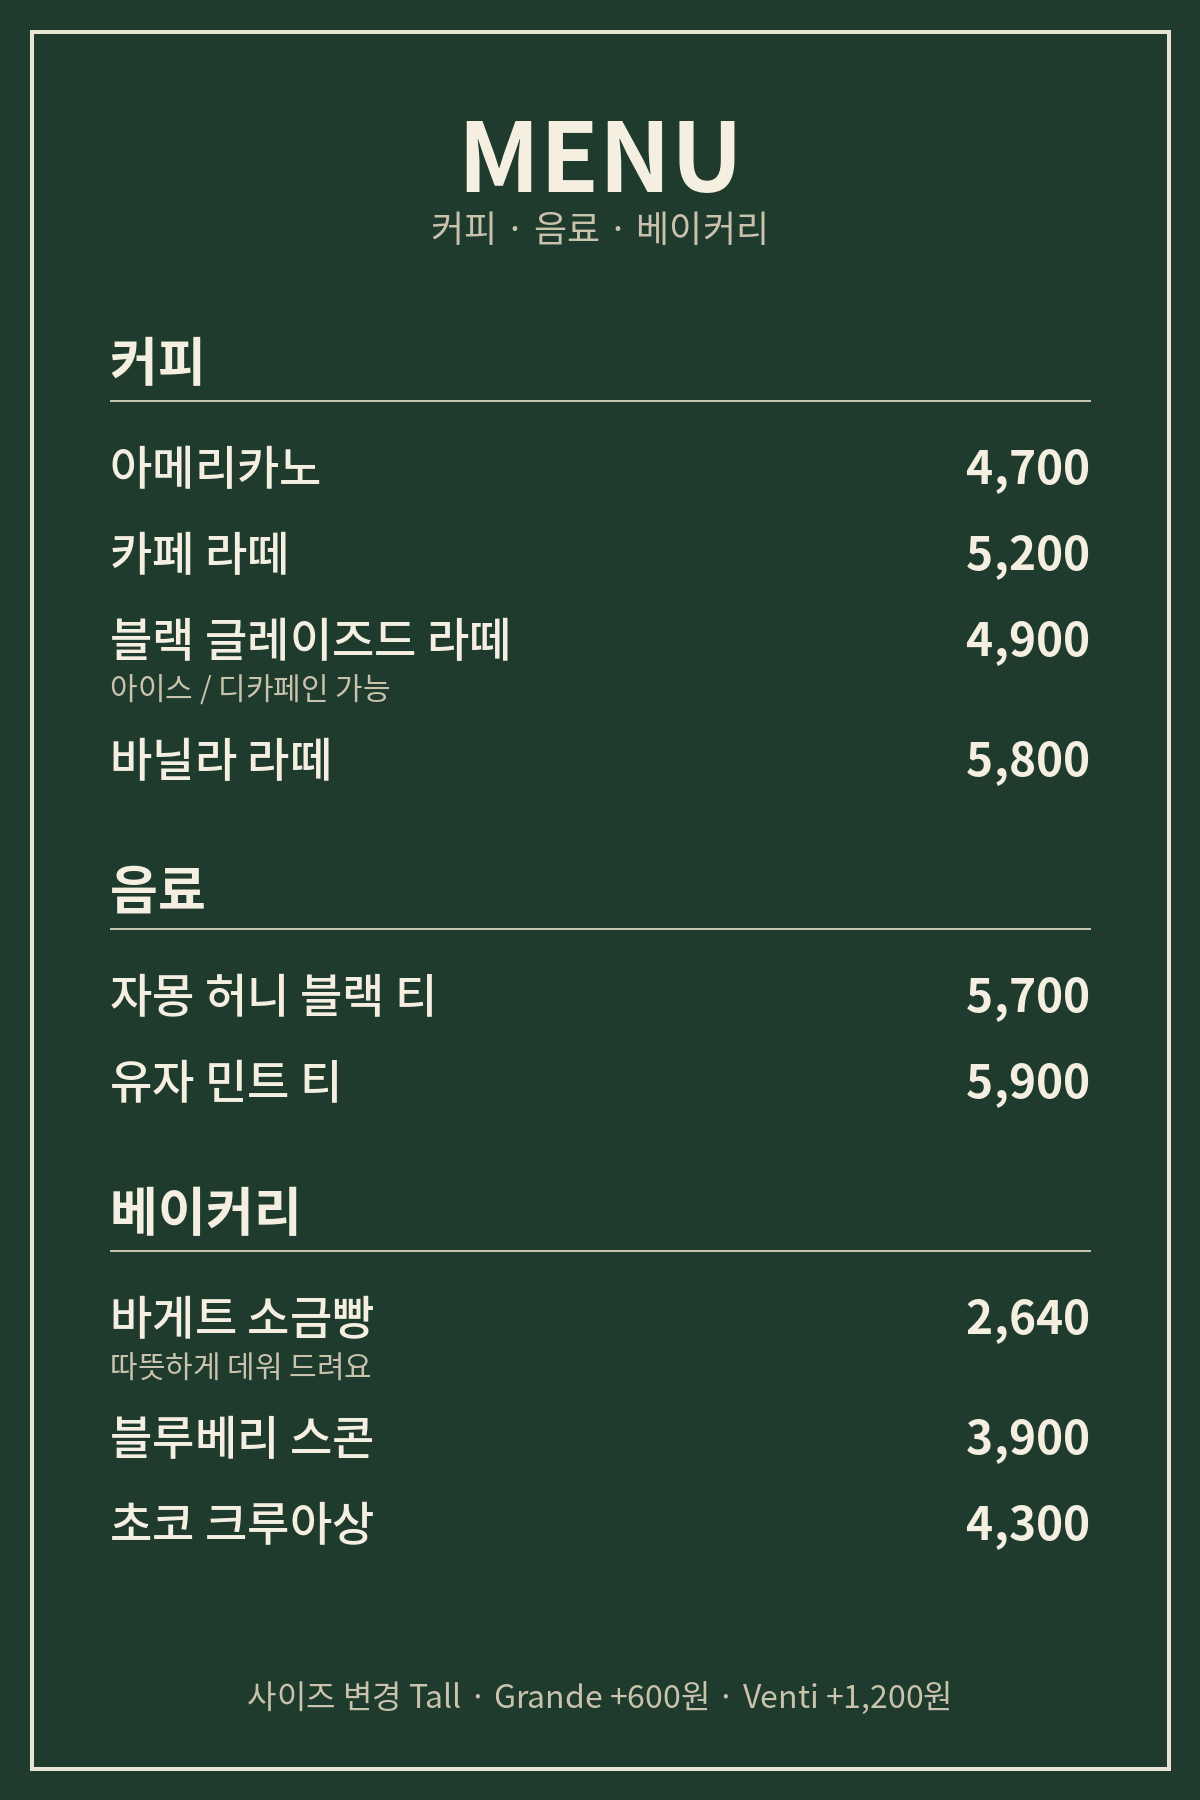 MENU
커피 · 음료 · 베이커리
커피
아메리카노 4,700
카페 라떼 5,200
블랙 글레이즈드 라떼 4,900
아이스 / 디카페인 가능
바닐라 라떼 5,800
음료
자몽 허니 블랙 티 5,700
유자 민트 티 5,900
베이커리
바게트 소금빵 2,640
따뜻하게 데워 드려요
블루베리 스콘 3,900
초코 크루아상 4,300
사이즈 변경 Tall · Grande +600원 · Venti +1,200원